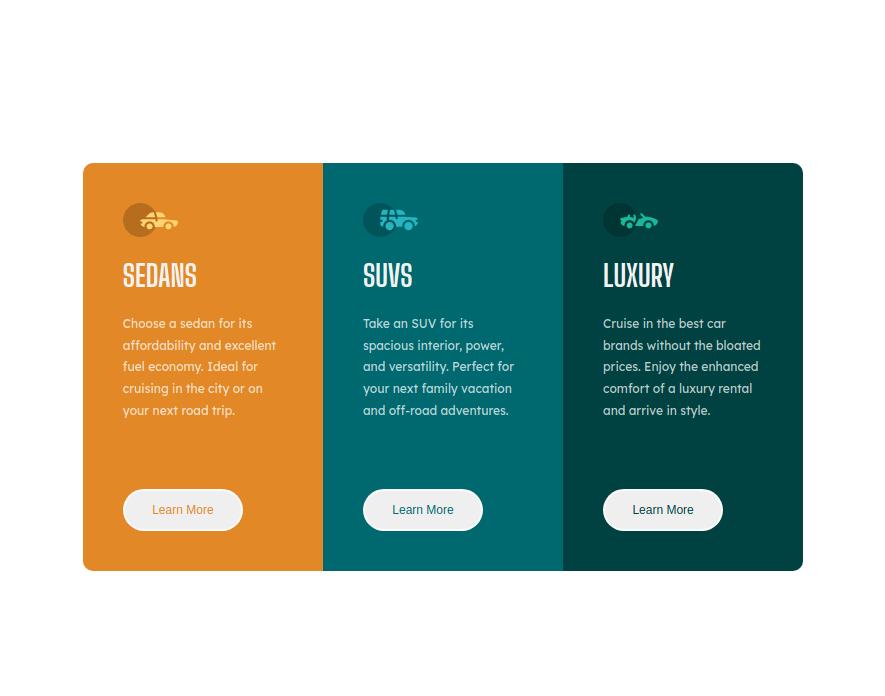 SEDANS
Choose a sedan for its
affordability and excellent
fuel economy. Ideal for
cruising in the city or on
your next road trip.
Learn More
SUVS
Take an SUV for its
spacious interior, power,
and versatility. Perfect for
your next family vacation
and off-road adventures.
Learn More
LUXURY
Cruise in the best car
brands without the bloated
prices. Enjoy the enhanced
comfort of a luxury rental
and arrive in style.
Learn More